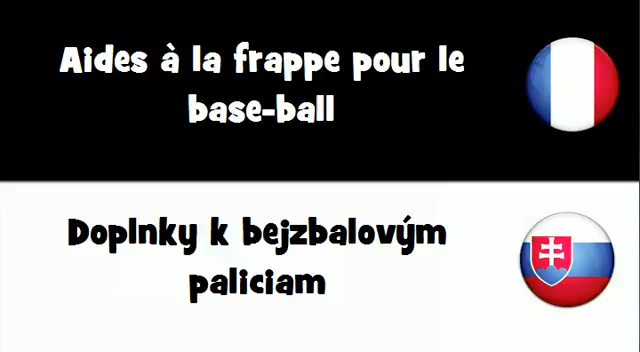 Aides à la frappe pour le
base-ball
Doplnky k bejzbalovým
paliciam